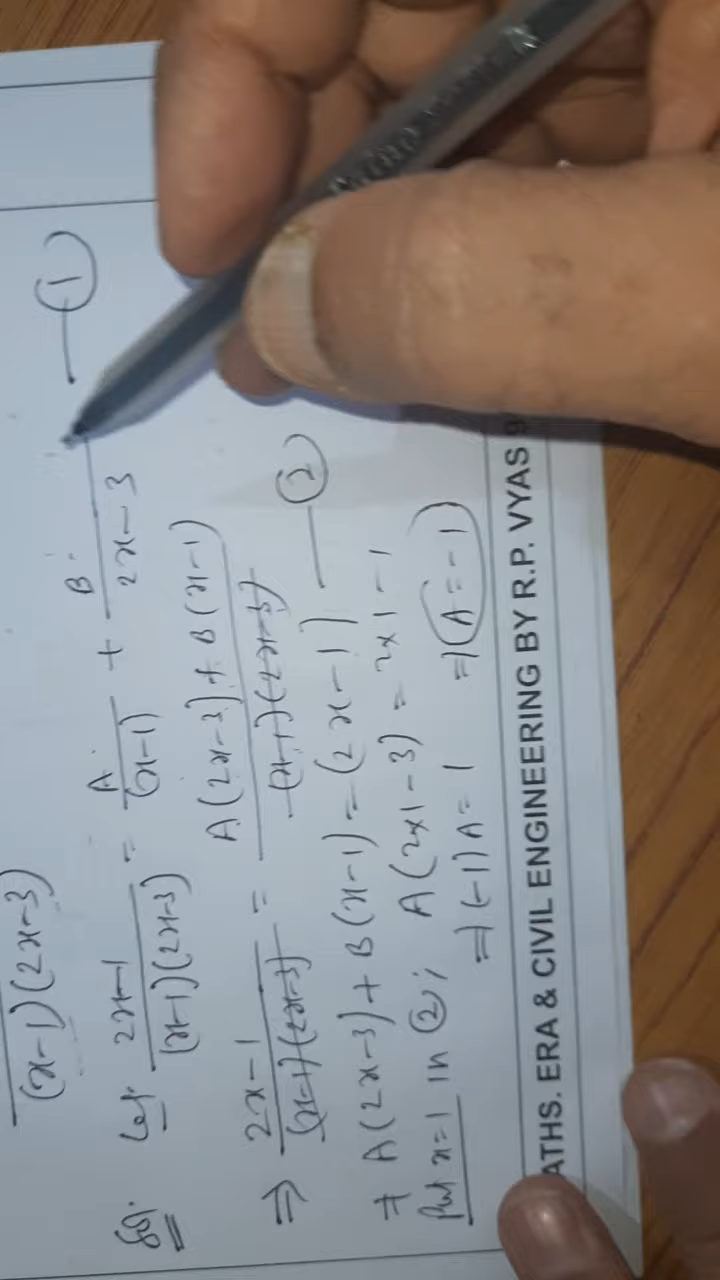 (x-1)(2x-3)
Sol. Let 2x-1/(x-1)(2x-3) = A/(x-1) + B/2x-3 — ①
⇒ 2x-1/(x-1)(2x-3) = A(2x-3)+B(x-1)/(x-1)(2x-3)
⇒ A(2x-3)+B(x-1)=(2x-1) — ②
Put x=1 in ②; A(2×1-3)=2×1-1
⇒(-1)A=1 ⇒ A=-1
ATHS. ERA & CIVIL ENGINEERING BY R.P. VYAS